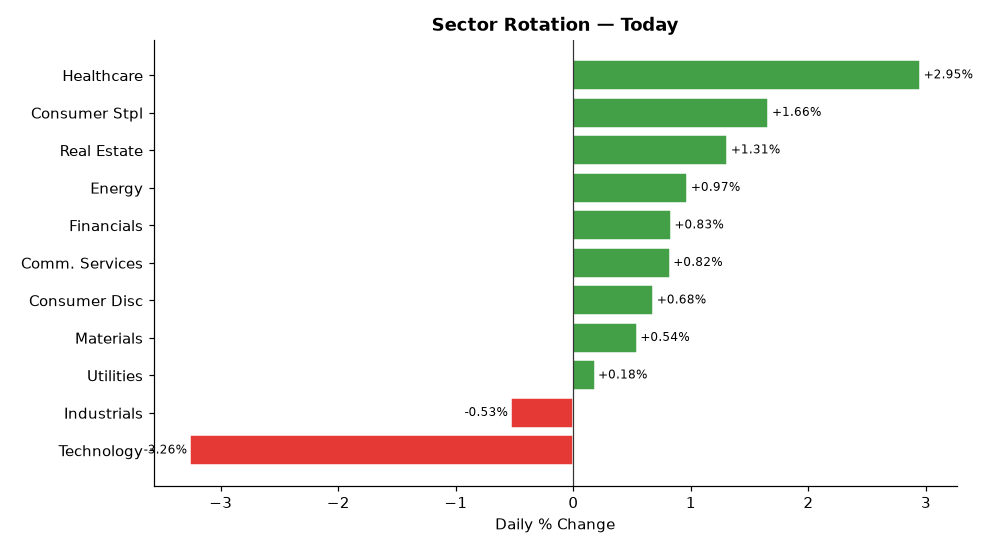 Sector Rotation — Today
Healthcare +2.95%
Consumer Stpl +1.66%
Real Estate +1.31%
Energy +0.97%
Financials +0.83%
Comm. Services +0.82%
Consumer Disc +0.68%
Materials +0.54%
Utilities +0.18%
Industrials -0.53%
Technology -3.26%
−3 −2 −1 0 1 2 3
Daily % Change